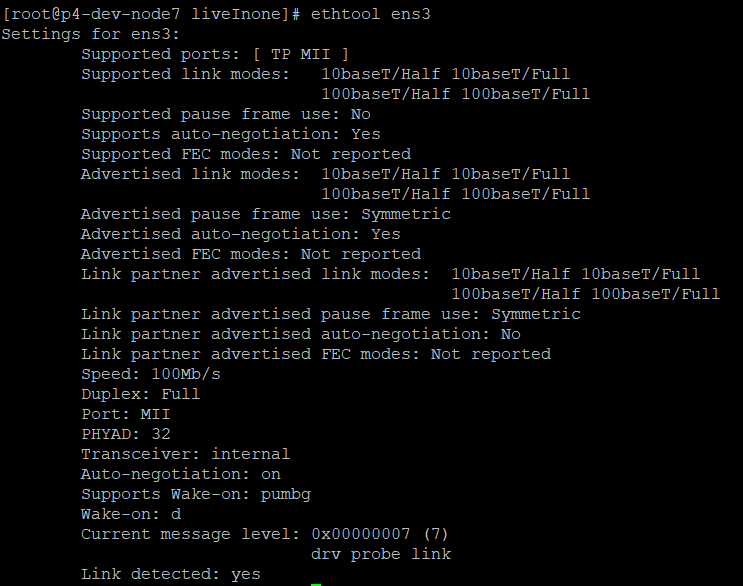 [root@p4-dev-node7 liveInone]# ethtool ens3
Settings for ens3:
        Supported ports: [ TP MII ]
        Supported link modes:   10baseT/Half 10baseT/Full
                                100baseT/Half 100baseT/Full
        Supported pause frame use: No
        Supports auto-negotiation: Yes
        Supported FEC modes: Not reported
        Advertised link modes:  10baseT/Half 10baseT/Full
                                100baseT/Half 100baseT/Full
        Advertised pause frame use: Symmetric
        Advertised auto-negotiation: Yes
        Advertised FEC modes: Not reported
        Link partner advertised link modes:  10baseT/Half 10baseT/Full
                                             100baseT/Half 100baseT/Full
        Link partner advertised pause frame use: Symmetric
        Link partner advertised auto-negotiation: No
        Link partner advertised FEC modes: Not reported
        Speed: 100Mb/s
        Duplex: Full
        Port: MII
        PHYAD: 32
        Transceiver: internal
        Auto-negotiation: on
        Supports Wake-on: pumbg
        Wake-on: d
        Current message level: 0x00000007 (7)
                               drv probe link
        Link detected: yes